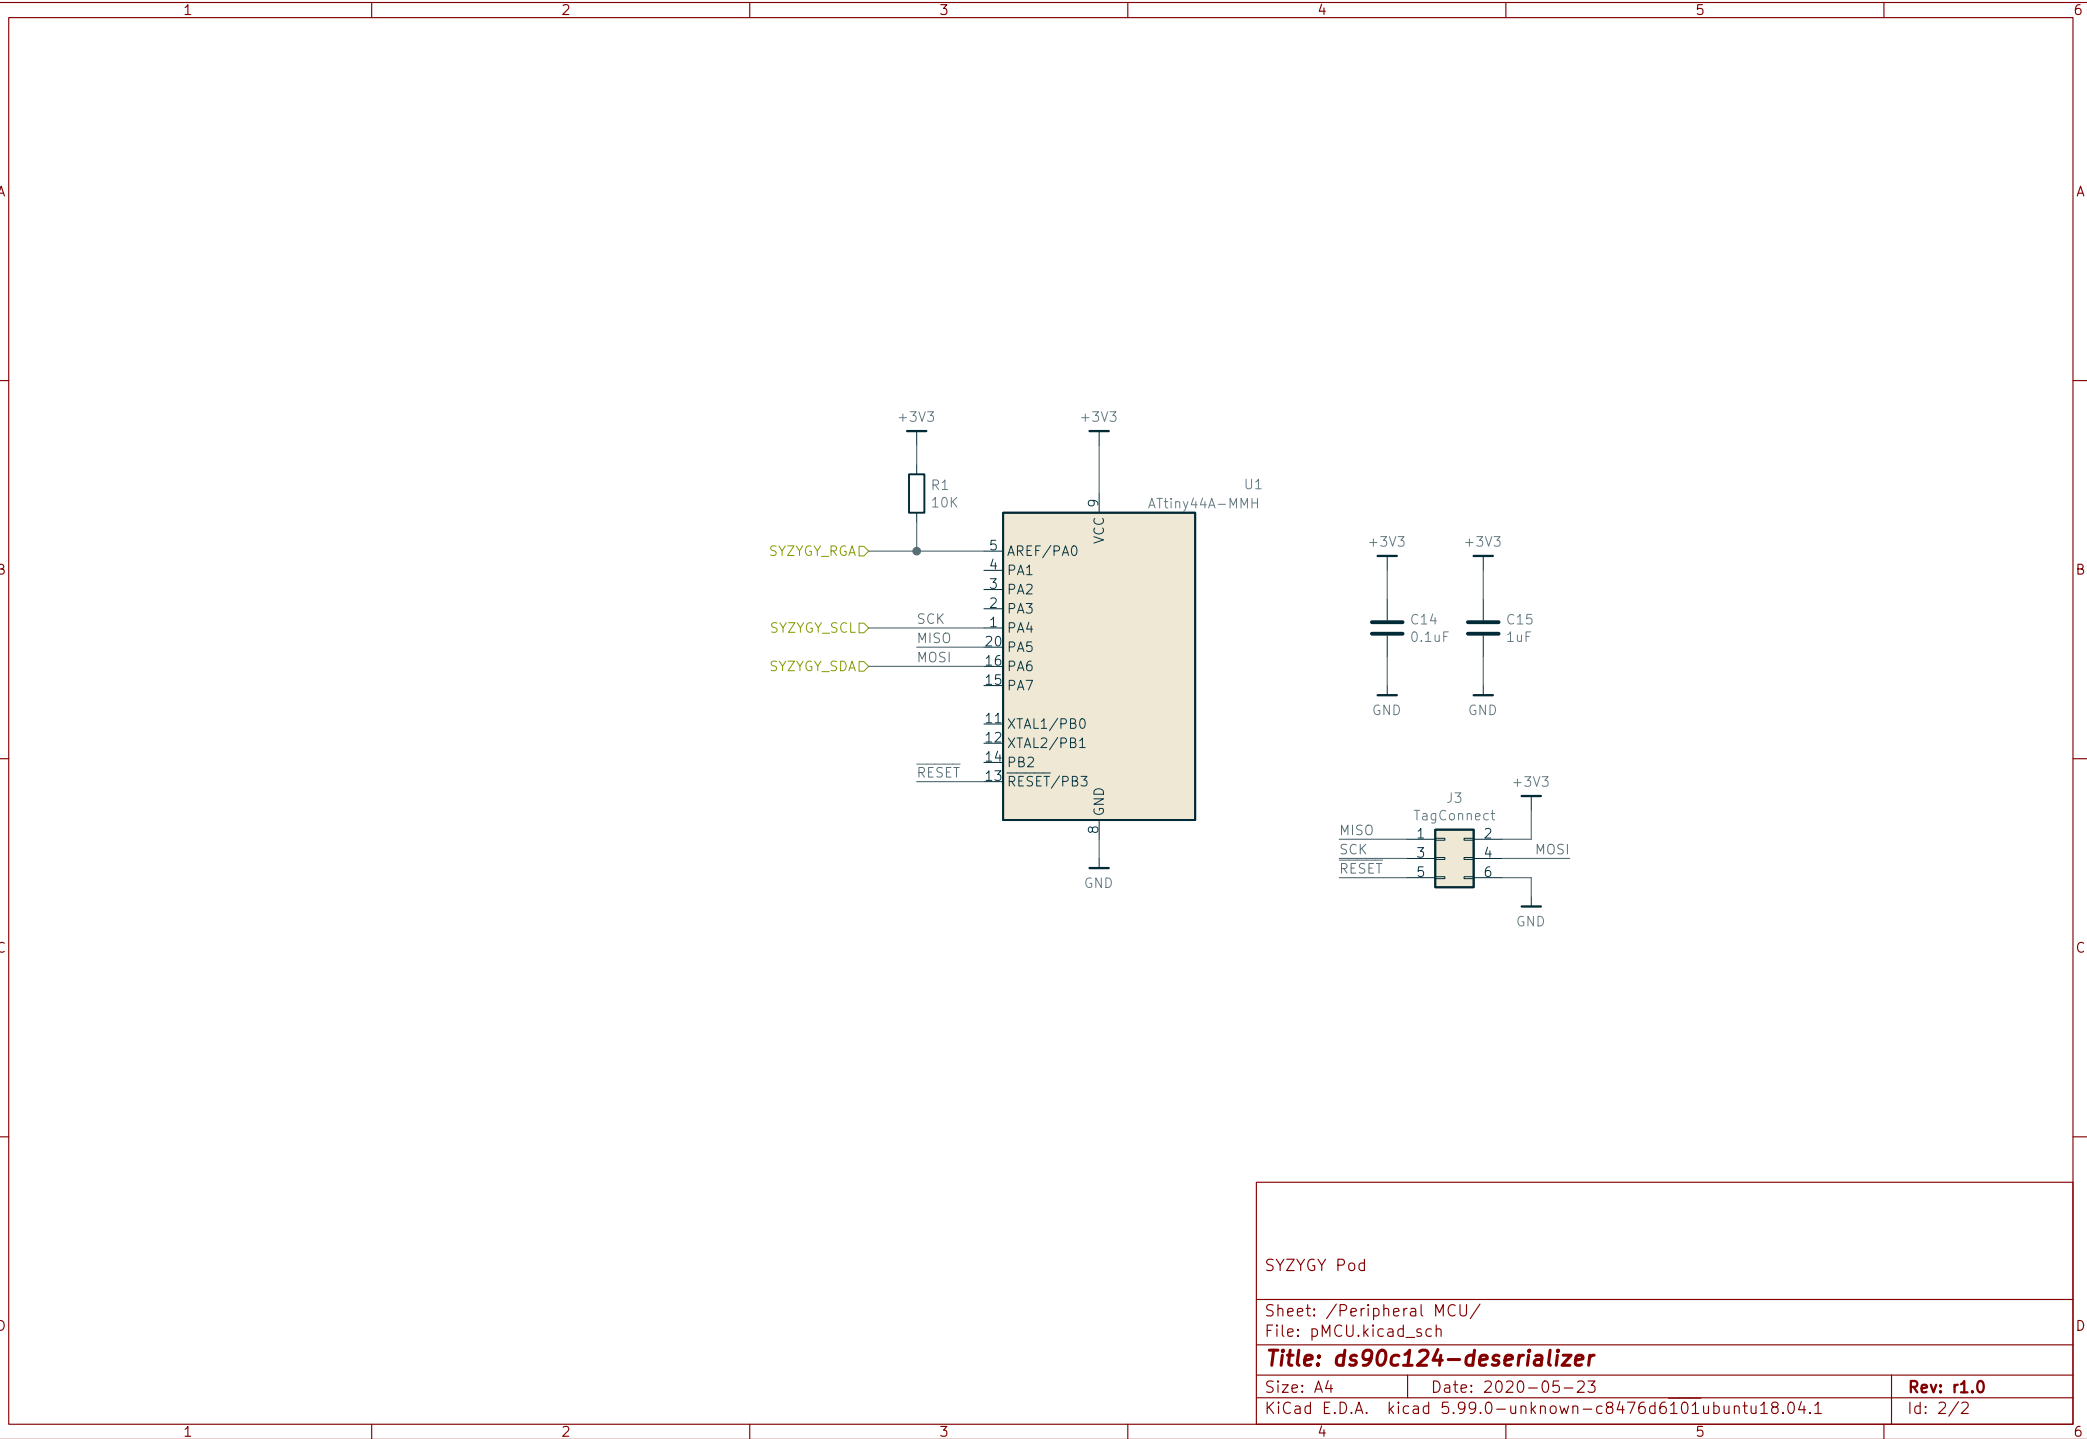 1 2 3 4 5 6
A A
+3V3 +3V3
R1
10K
U1
ATtiny44A-MMH
9
VCC
SYZYGY_RGA 5 AREF/PA0
4 PA1
3 PA2
2 PA3
SYZYGY_SCL SCK 1 PA4
MISO 20 PA5
SYZYGY_SDA MOSI 16 PA6
15 PA7
11 XTAL1/PB0
12 XTAL2/PB1
14 PB2
RESET 13 RESET/PB3
GND
8
GND
+3V3 +3V3
C14 C15
0.1uF 1uF
GND GND
B B
+3V3
J3
TagConnect
MISO 1 2
SCK 3 4 MOSI
RESET 5 6
GND
C C
SYZYGY Pod
Sheet: /Peripheral MCU/
File: pMCU.kicad_sch
D D
Title: ds90c124-deserializer
Size: A4 Date: 2020-05-23 Rev: r1.0
KiCad E.D.A. kicad 5.99.0-unknown-c8476d6101ubuntu18.04.1 Id: 2/2
1 2 3 4 5 6